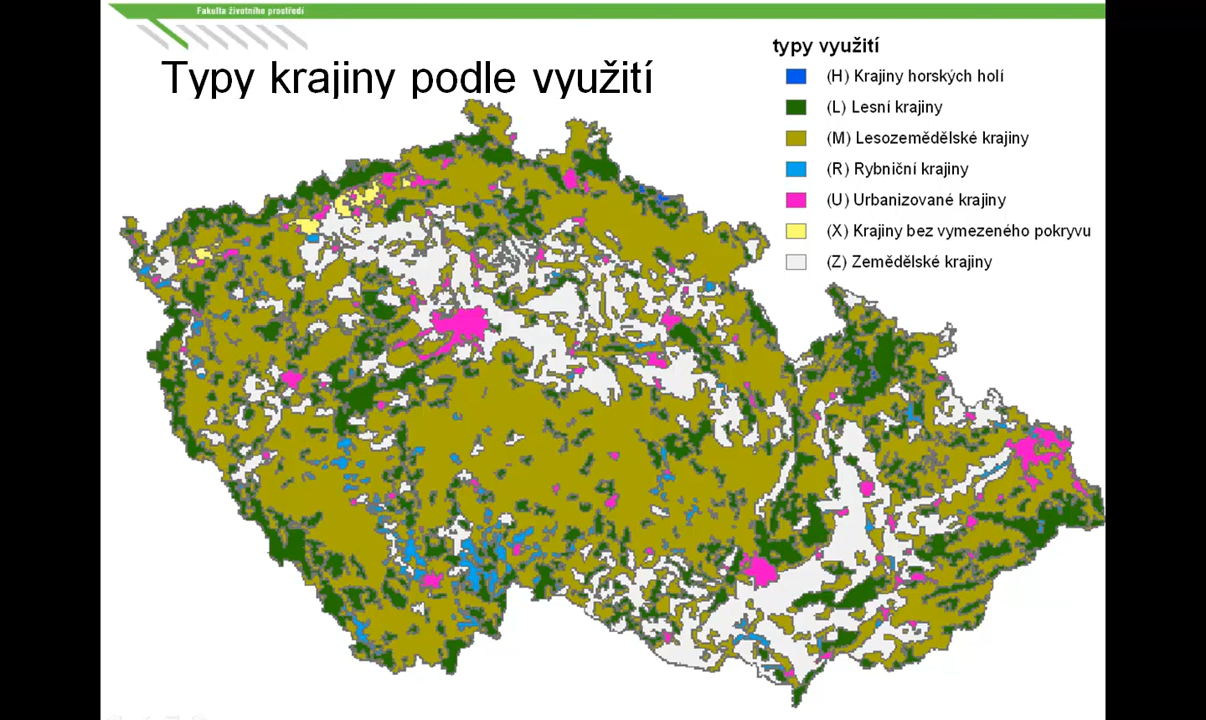 Fakulta životního prostředí
Typy krajiny podle využití
typy využití
(H) Krajiny horských holí
(L) Lesní krajiny
(M) Lesozemědělské krajiny
(R) Rybniční krajiny
(U) Urbanizované krajiny
(X) Krajiny bez vymezeného pokryvu
(Z) Zemědělské krajiny